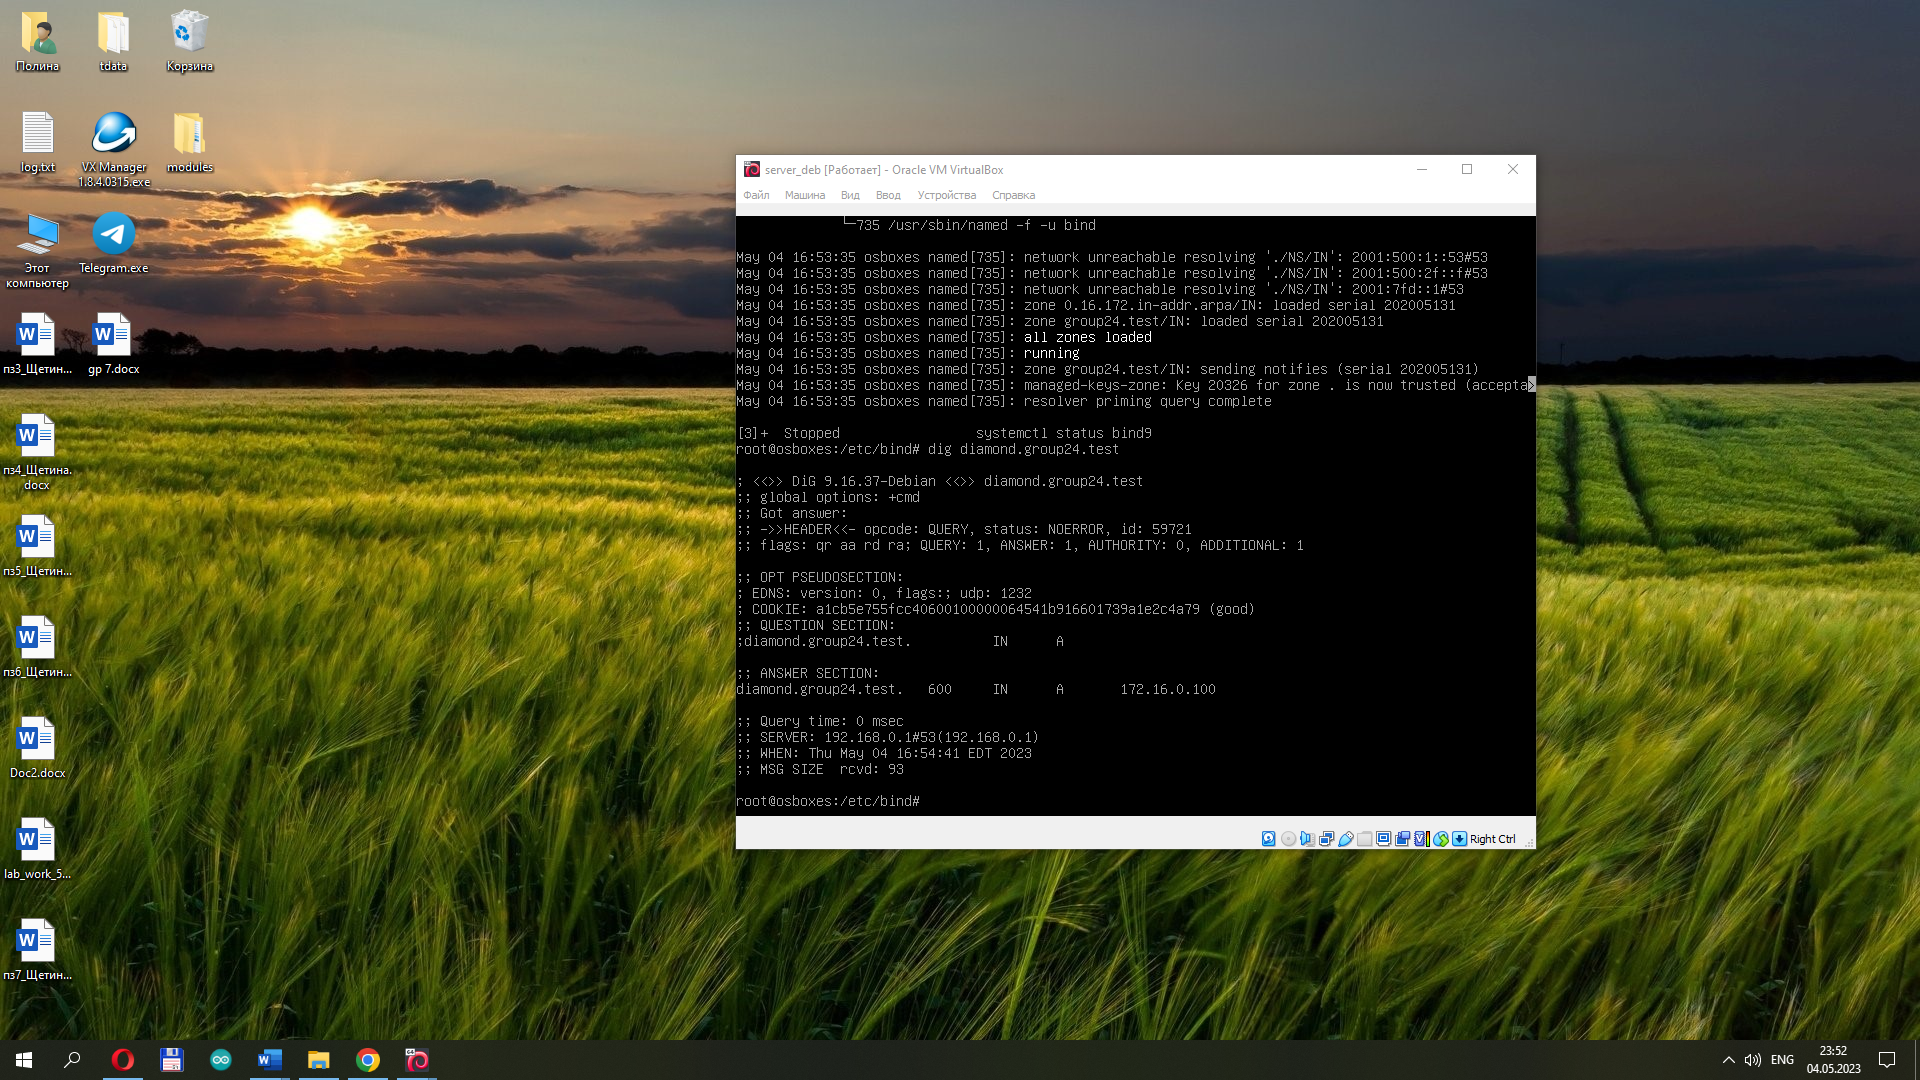 Полина
tdata
Корзина
log.txt
VX Manager
1.8.4.0315.exe
modules
Этот
компьютер
Telegram.exe
пз3_Щетин...
gp 7.docx
пз4_Щетина.
docx
пз5_Щетин...
пз6_Щетин...
Doc2.docx
lab_work_5...
пз7_Щетин...
server_deb [Работает] - Oracle VM VirtualBox
Файл Машина Вид Ввод Устройства Справка
└─735 /usr/sbin/named -f -u bind
May 04 16:53:35 osboxes named[735]: network unreachable resolving './NS/IN': 2001:500:1::53#53
May 04 16:53:35 osboxes named[735]: network unreachable resolving './NS/IN': 2001:500:2f::f#53
May 04 16:53:35 osboxes named[735]: network unreachable resolving './NS/IN': 2001:7fd::1#53
May 04 16:53:35 osboxes named[735]: zone 0.16.172.in-addr.arpa/IN: loaded serial 202005131
May 04 16:53:35 osboxes named[735]: zone group24.test/IN: loaded serial 202005131
May 04 16:53:35 osboxes named[735]: all zones loaded
May 04 16:53:35 osboxes named[735]: running
May 04 16:53:35 osboxes named[735]: zone group24.test/IN: sending notifies (serial 202005131)
May 04 16:53:35 osboxes named[735]: managed-keys-zone: Key 20326 for zone . is now trusted (accepta>
May 04 16:53:35 osboxes named[735]: resolver priming query complete
[3]+  Stopped                 systemctl status bind9
root@osboxes:/etc/bind# dig diamond.group24.test
; <<>> DiG 9.16.37-Debian <<>> diamond.group24.test
;; global options: +cmd
;; Got answer:
;; ->>HEADER<<- opcode: QUERY, status: NOERROR, id: 59721
;; flags: qr aa rd ra; QUERY: 1, ANSWER: 1, AUTHORITY: 0, ADDITIONAL: 1
;; OPT PSEUDOSECTION:
; EDNS: version: 0, flags:; udp: 1232
; COOKIE: a1cb5e755fcc40600100000064541b916601739a1e2c4a79 (good)
;; QUESTION SECTION:
;diamond.group24.test.          IN      A
;; ANSWER SECTION:
diamond.group24.test.   600     IN      A       172.16.0.100
;; Query time: 0 msec
;; SERVER: 192.168.0.1#53(192.168.0.1)
;; WHEN: Thu May 04 16:54:41 EDT 2023
;; MSG SIZE  rcvd: 93
root@osboxes:/etc/bind#
Right Ctrl
ENG
23:52
04.05.2023